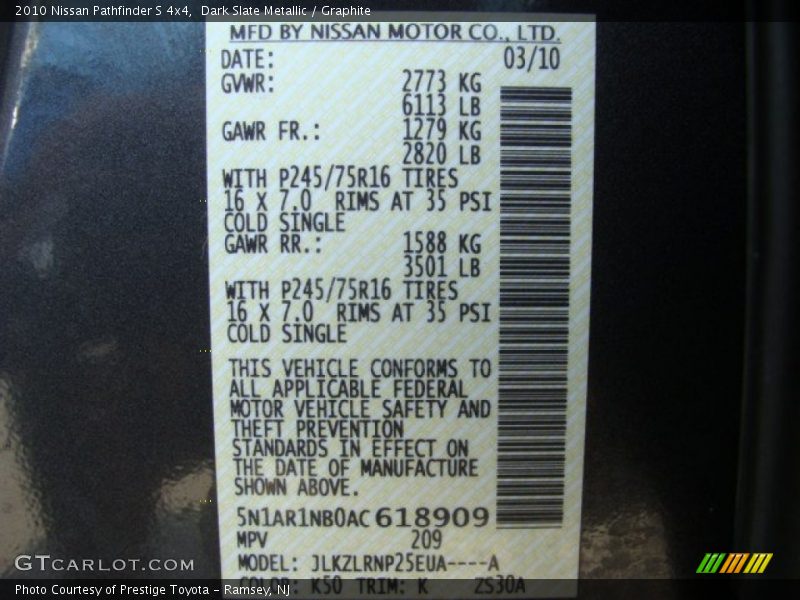 2010 Nissan Pathfinder S 4x4, Dark Slate Metallic / Graphite
MFD BY NISSAN MOTOR CO., LTD.
DATE: 03/10
GVWR: 2773 KG
6113 LB
GAWR FR.: 1279 KG
2820 LB
WITH P245/75R16 TIRES
16 X 7.0 RIMS AT 35 PSI
COLD SINGLE
GAWR RR.: 1588 KG
3501 LB
WITH P245/75R16 TIRES
16 X 7.0 RIMS AT 35 PSI
COLD SINGLE
THIS VEHICLE CONFORMS TO
ALL APPLICABLE FEDERAL
MOTOR VEHICLE SAFETY AND
THEFT PREVENTION
STANDARDS IN EFFECT ON
THE DATE OF MANUFACTURE
SHOWN ABOVE.
5N1AR1NB0AC618909
MPV 209
MODEL: JLKZLRNP25EUA----A
COLOR: K50 TRIM: K ZS30A
GTCARLOT.COM
Photo Courtesy of Prestige Toyota - Ramsey, NJ